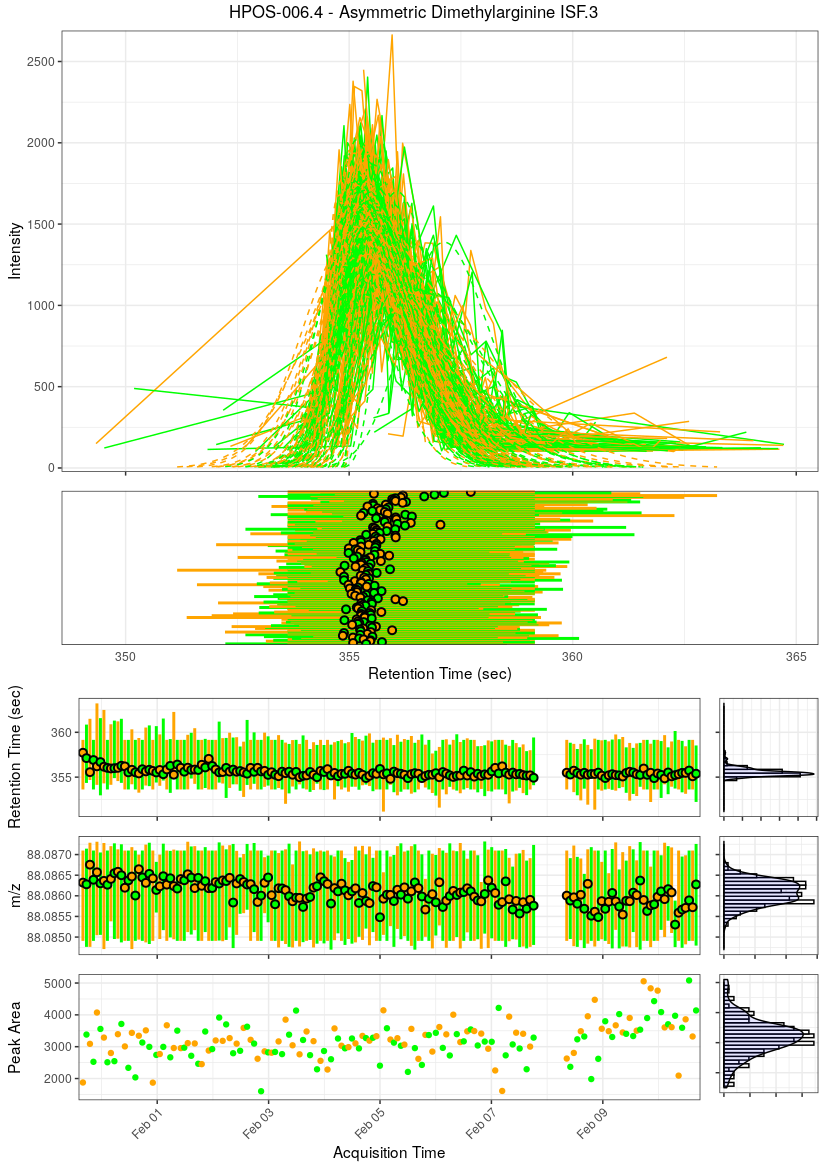 HPOS-006.4 - Asymmetric Dimethylarginine ISF.3
2500
2000
1500
1000
500
0
Intensity
350
355
360
365
Retention Time (sec)
360
355
Retention Time (sec)
88.0870
88.0865
88.0860
88.0855
88.0850
m/z
5000
4000
3000
2000
Peak Area
Feb 01
Feb 03
Feb 05
Feb 07
Feb 09
Acquisition Time